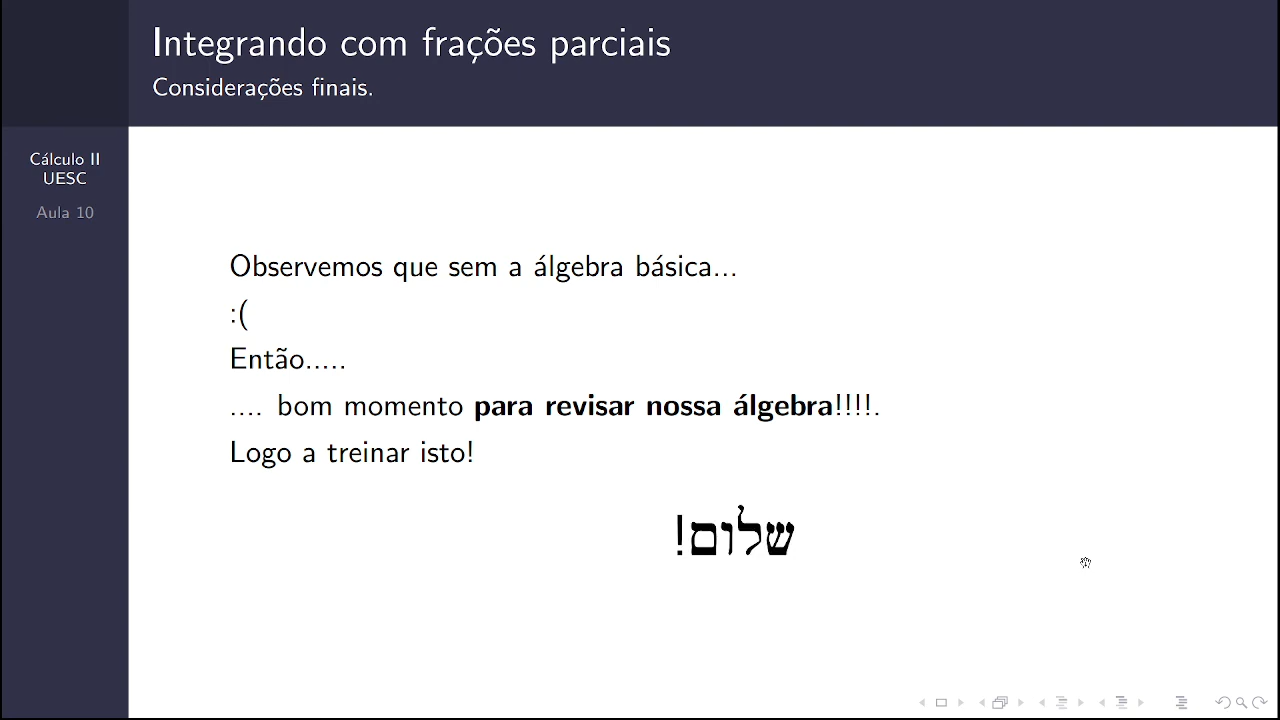 Integrando com frações parciais
Considerações finais.
Cálculo II
UESC
Aula 10
Observemos que sem a álgebra básica...
:(
Então.....
.... bom momento para revisar nossa álgebra!!!!.
Logo a treinar isto!
שלום!